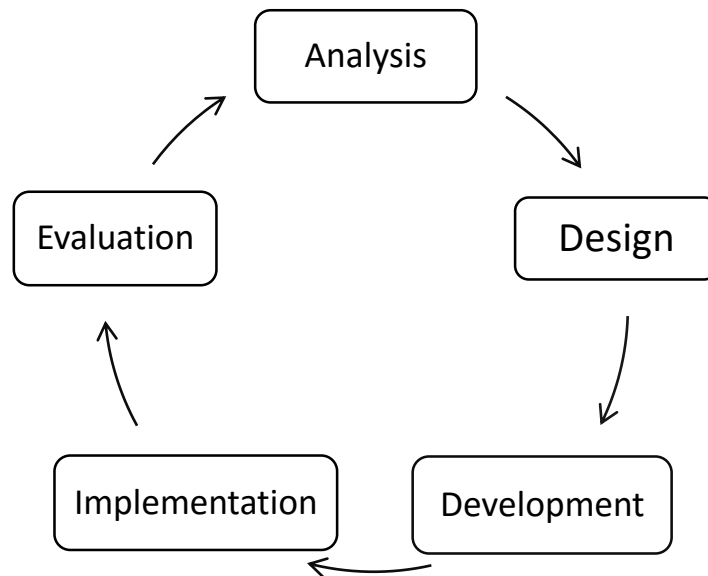 Analysis
Design
Development
Implementation
Evaluation